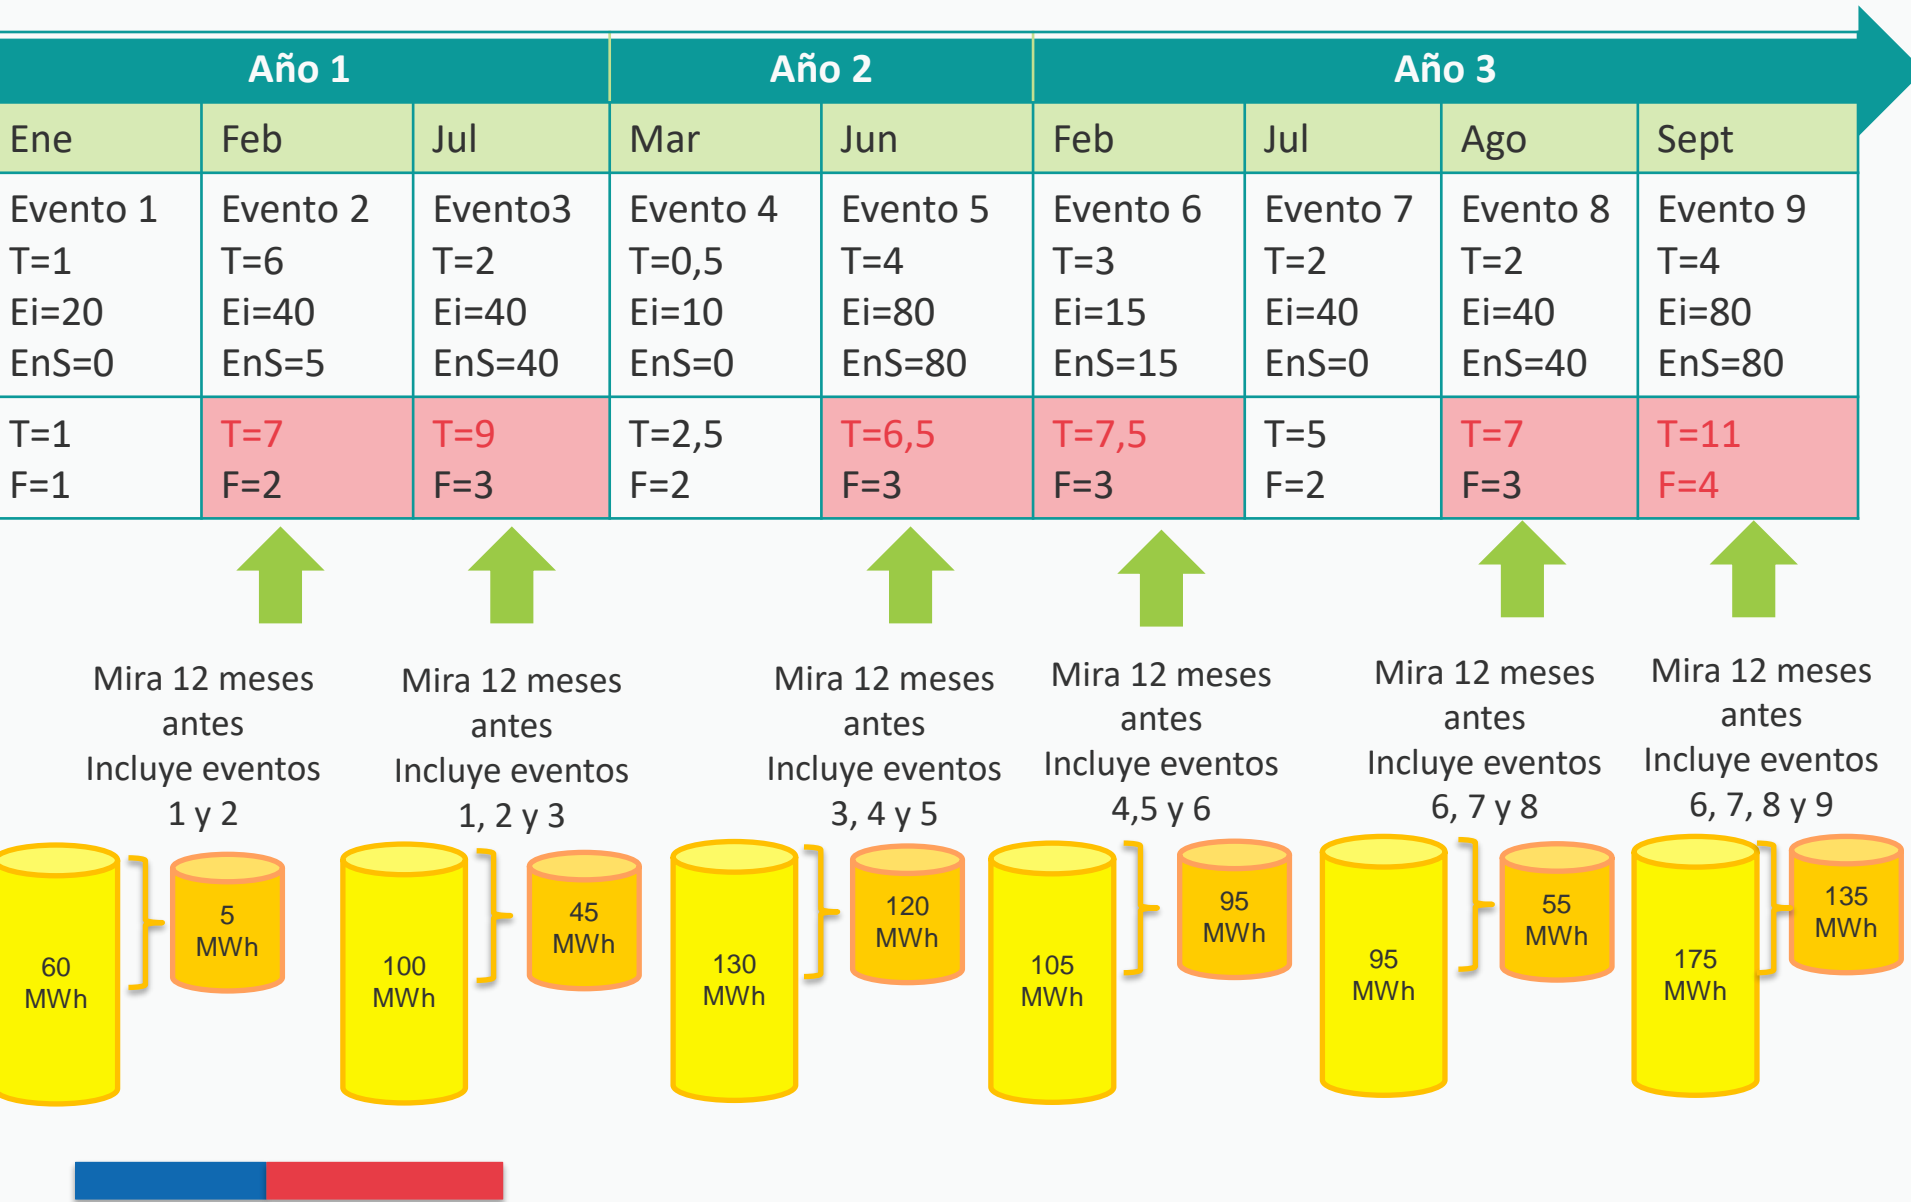 Año 1
Año 2
Año 3
Ene
Feb
Jul
Mar
Jun
Feb
Jul
Ago
Sept
Evento 1
T=1
Ei=20
EnS=0
Evento 2
T=6
Ei=40
EnS=5
Evento3
T=2
Ei=40
EnS=40
Evento 4
T=0,5
Ei=10
EnS=0
Evento 5
T=4
Ei=80
EnS=80
Evento 6
T=3
Ei=15
EnS=15
Evento 7
T=2
Ei=40
EnS=0
Evento 8
T=2
Ei=40
EnS=40
Evento 9
T=4
Ei=80
EnS=80
T=1
F=1
T=7
F=2
T=9
F=3
T=2,5
F=2
T=6,5
F=3
T=7,5
F=3
T=5
F=2
T=7
F=3
T=11
F=4
Mira 12 meses
antes
Incluye eventos
1 y 2
Mira 12 meses
antes
Incluye eventos
1, 2 y 3
Mira 12 meses
antes
Incluye eventos
3, 4 y 5
Mira 12 meses
antes
Incluye eventos
4,5 y 6
Mira 12 meses
antes
Incluye eventos
6, 7 y 8
Mira 12 meses
antes
Incluye eventos
6, 7, 8 y 9
60
MWh
5
MWh
100
MWh
45
MWh
130
MWh
120
MWh
105
MWh
95
MWh
95
MWh
55
MWh
175
MWh
135
MWh